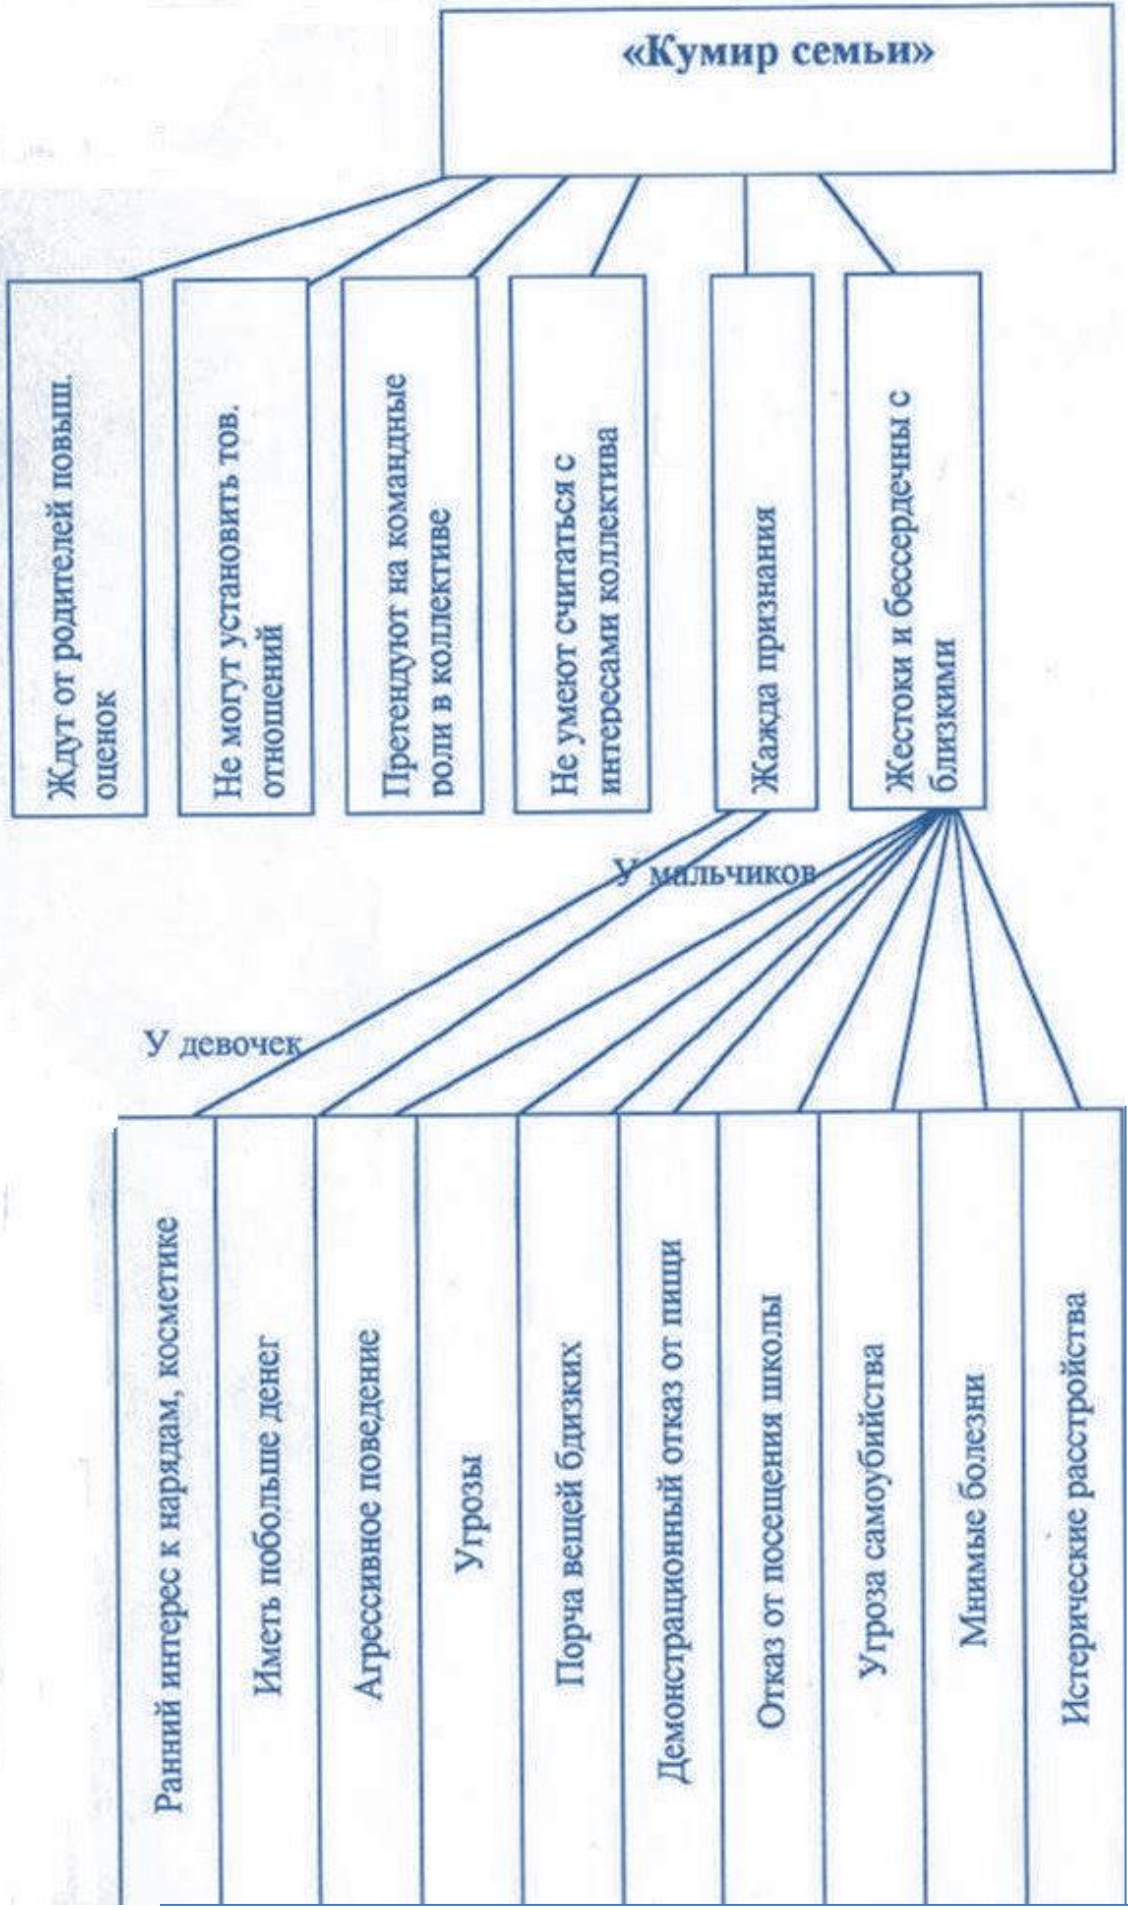 «Кумир семьи»
Ждут от родителей повыш.
оценок
Не могут установить тов.
отношений
Претендуют на командные
роли в коллективе
Не умеют считаться с
интересами коллектива
Жажда признания
Жестоки и бессердечны с
близкими
У мальчиков
У девочек
Ранний интерес к нарядам, косметике
Иметь побольше денег
Агрессивное поведение
Угрозы
Порча вещей бдизких
Демонстрационный отказ от пищи
Отказ от посещения школы
Угроза самоубийства
Мнимые болезни
Истерические расстройства